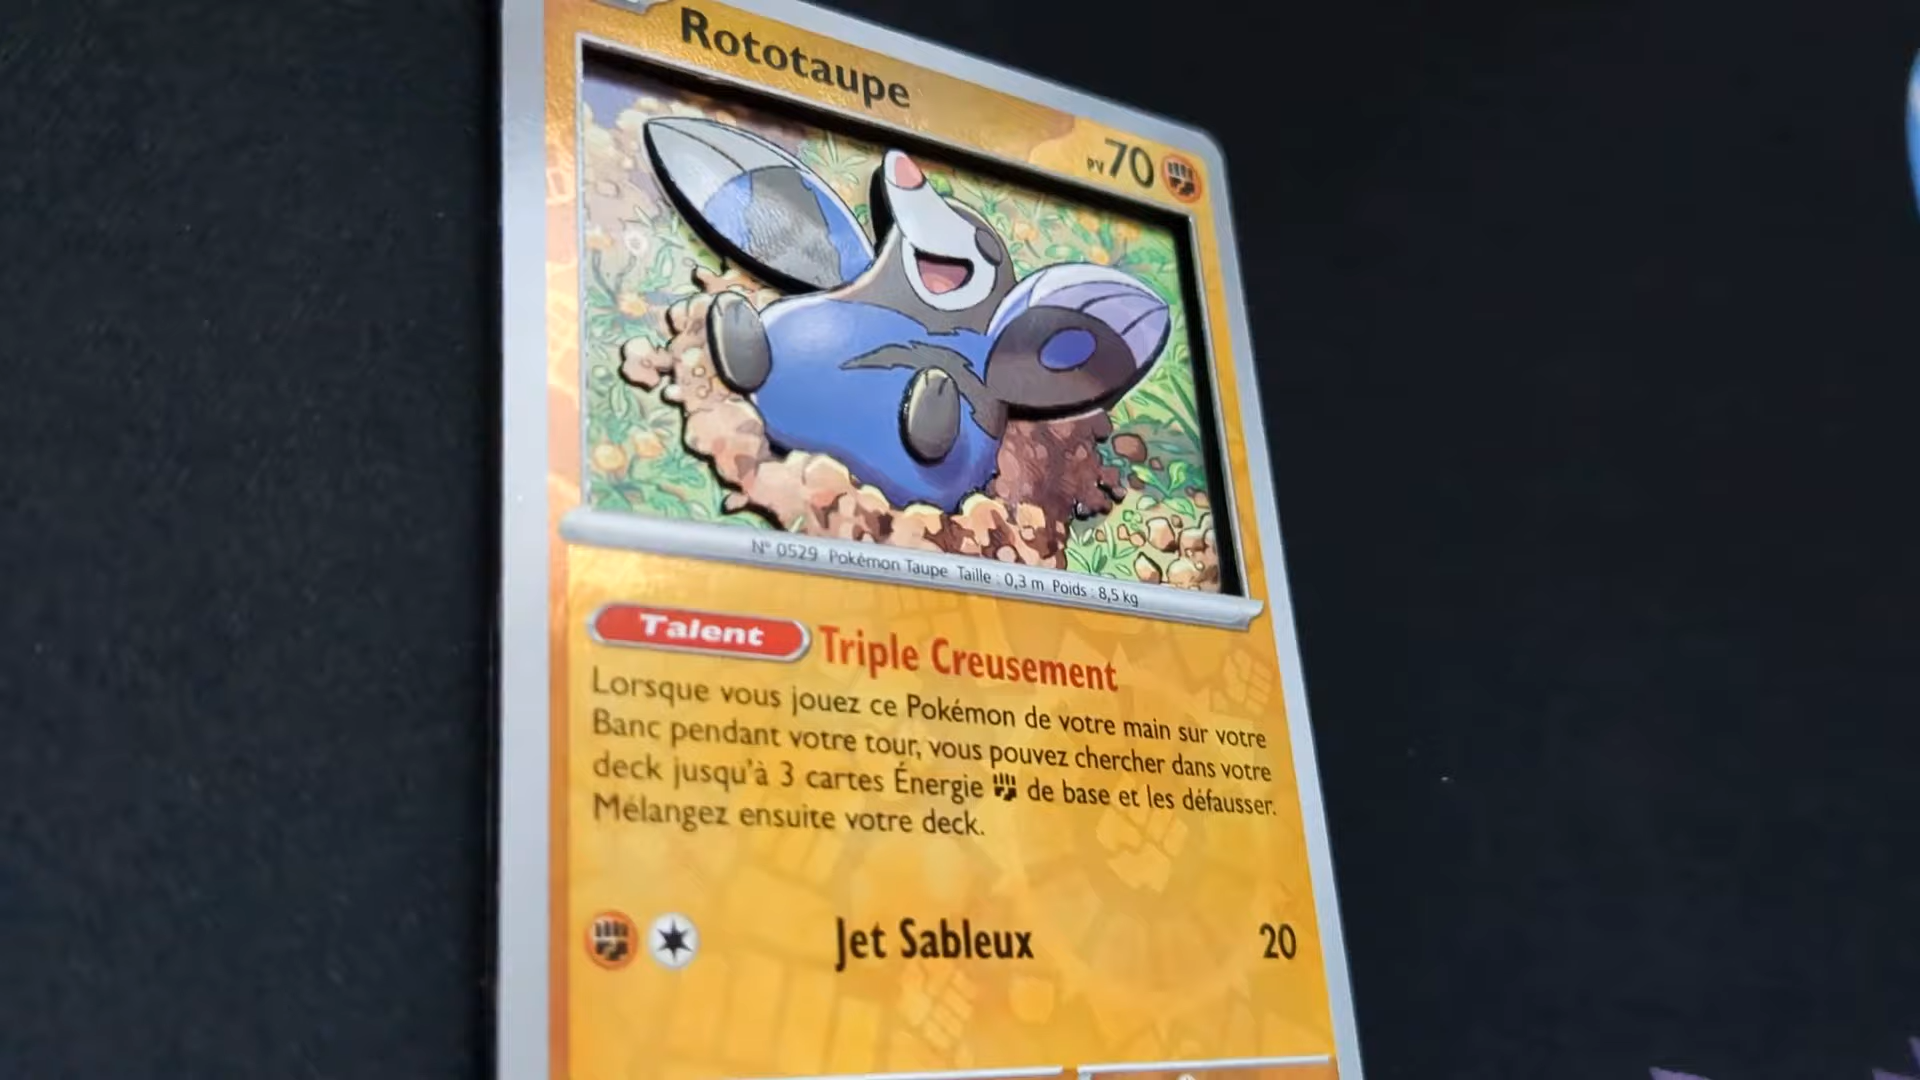 Rototaupe
PV 70
N° 0529 Pokémon Taupe Taille : 0,3 m Poids : 8,5 kg
Talent Triple Creusement
Lorsque vous jouez ce Pokémon de votre main sur votre
Banc pendant votre tour, vous pouvez chercher dans votre
deck jusqu'à 3 cartes Énergie de base et les défausser.
Mélangez ensuite votre deck.
Jet Sableux 20